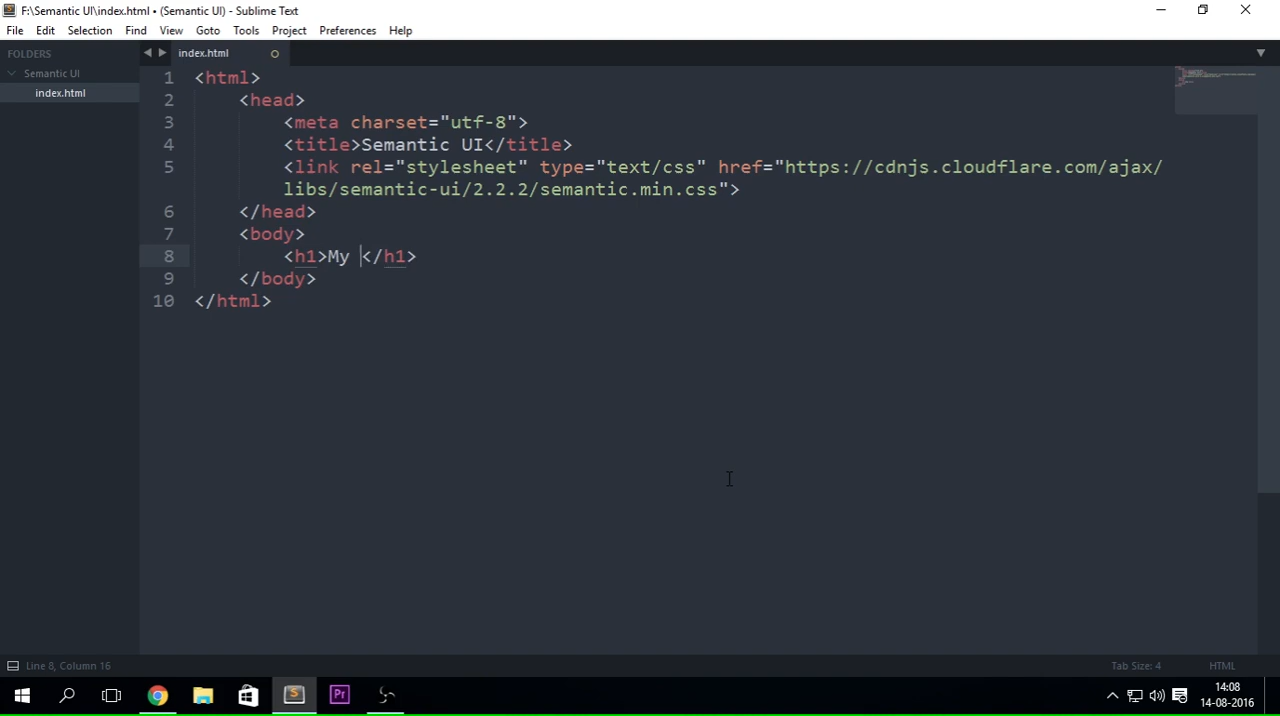 F:\Semantic UI\index.html • (Semantic UI) - Sublime Text
File Edit Selection Find View Goto Tools Project Preferences Help
FOLDERS
Semantic UI
index.html
index.html
1 <html>
2 <head>
3 <meta charset="utf-8">
4 <title>Semantic UI</title>
5 <link rel="stylesheet" type="text/css" href="https://cdnjs.cloudflare.com/ajax/
libs/semantic-ui/2.2.2/semantic.min.css">
6 </head>
7 <body>
8 <h1>My </h1>
9 </body>
10 </html>
Line 8, Column 16
Tab Size: 4
HTML
S
Pr
14:08
14-08-2016